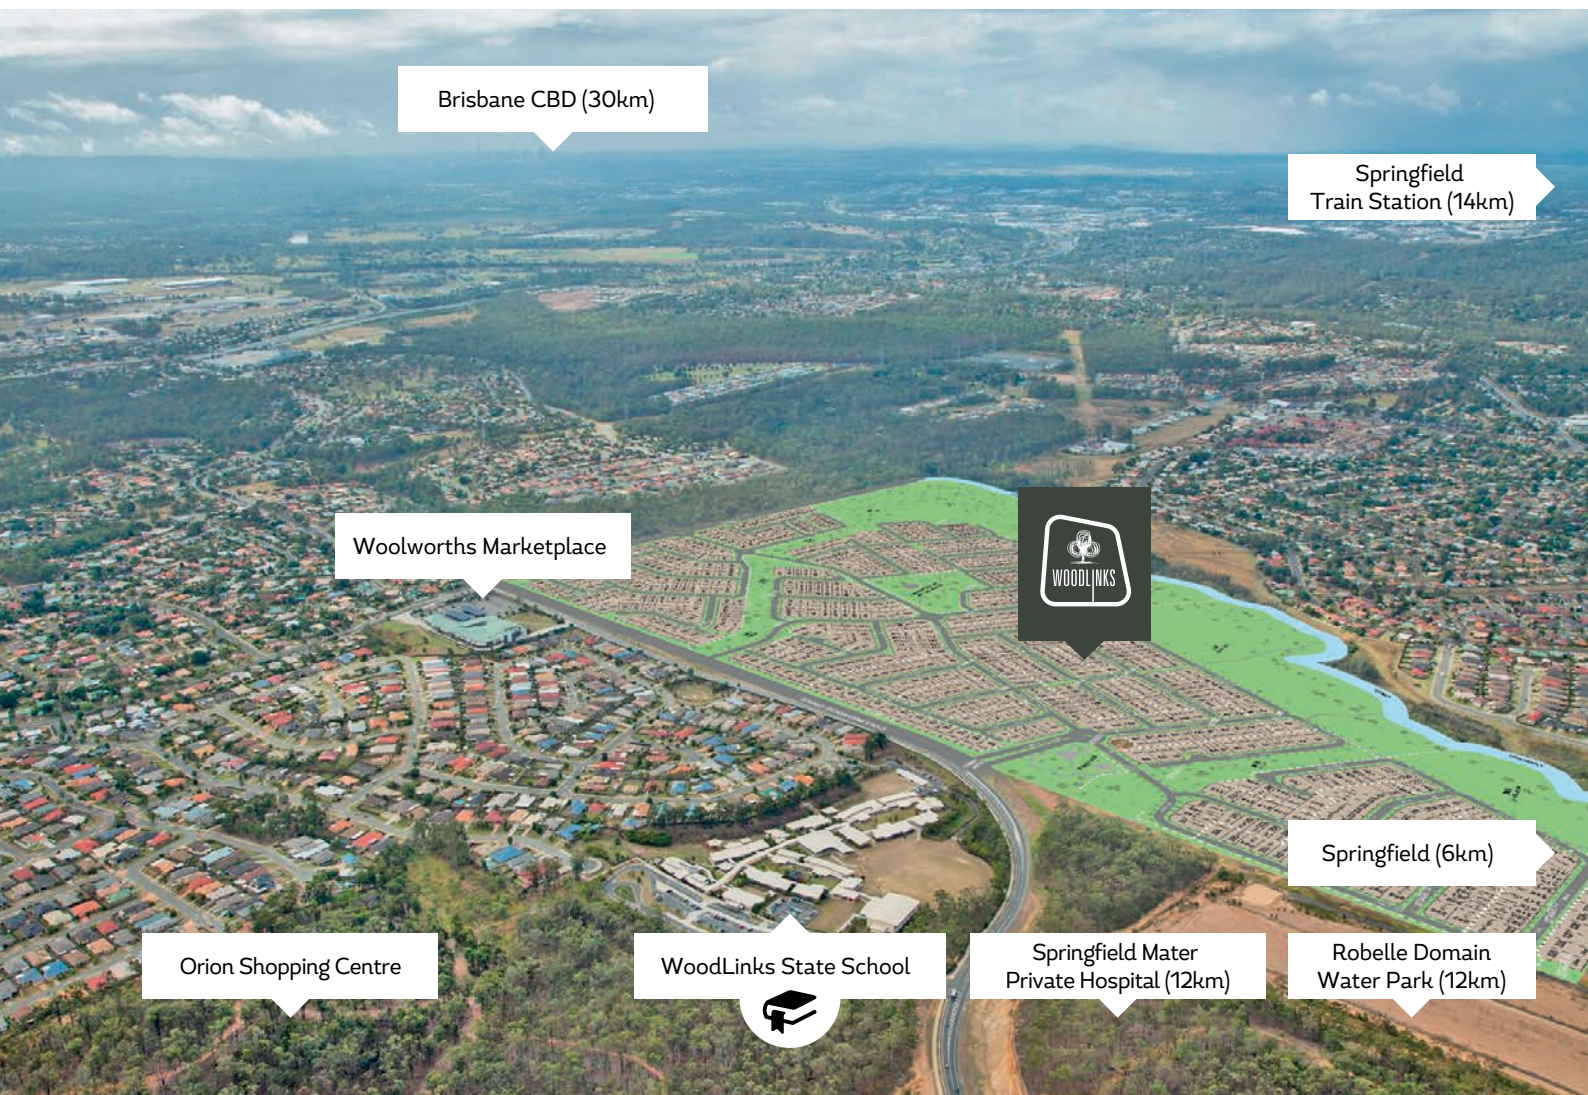 Brisbane CBD (30km)
Springfield
Train Station (14km)
Woolworths Marketplace
WOODLINKS
Springfield (6km)
Orion Shopping Centre
WoodLinks State School
Springfield Mater
Private Hospital (12km)
Robelle Domain
Water Park (12km)